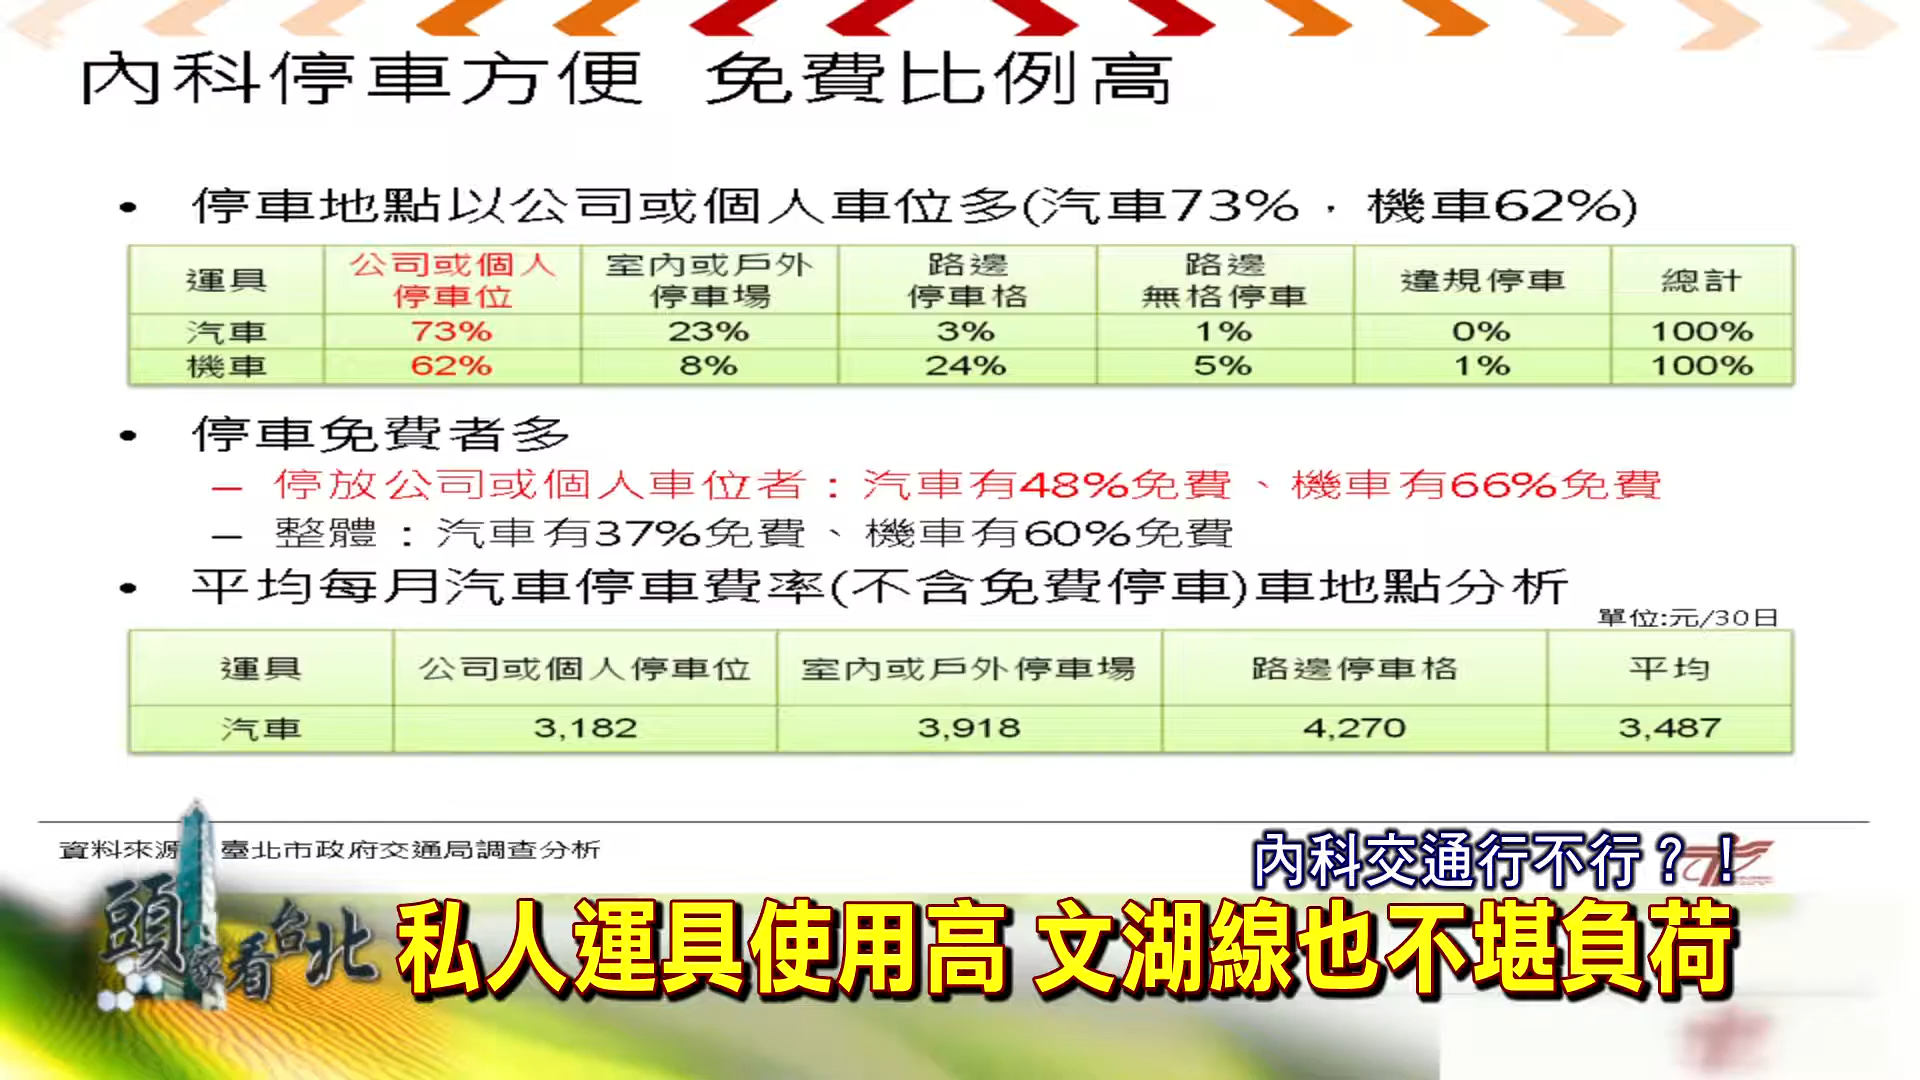 內科停車方便 免費比例高
• 停車地點以公司或個人車位多(汽車73%，機車62%)
運具 公司或個人停車位 室內或戶外停車場 路邊停車格 路邊無格停車 違規停車 總計
汽車 73% 23% 3% 1% 0% 100%
機車 62% 8% 24% 5% 1% 100%
• 停車免費者多
– 停放公司或個人車位者：汽車有48%免費、機車有66%免費
– 整體：汽車有37%免費、機車有60%免費
• 平均每月汽車停車費率(不含免費停車)車地點分析
單位:元/30日
運具 公司或個人停車位 室內或戶外停車場 路邊停車格 平均
汽車 3,182 3,918 4,270 3,487
資料來源 臺北市政府交通局調查分析
內科交通行不行？！
頭家看台北
私人運具使用高 文湖線也不堪負荷